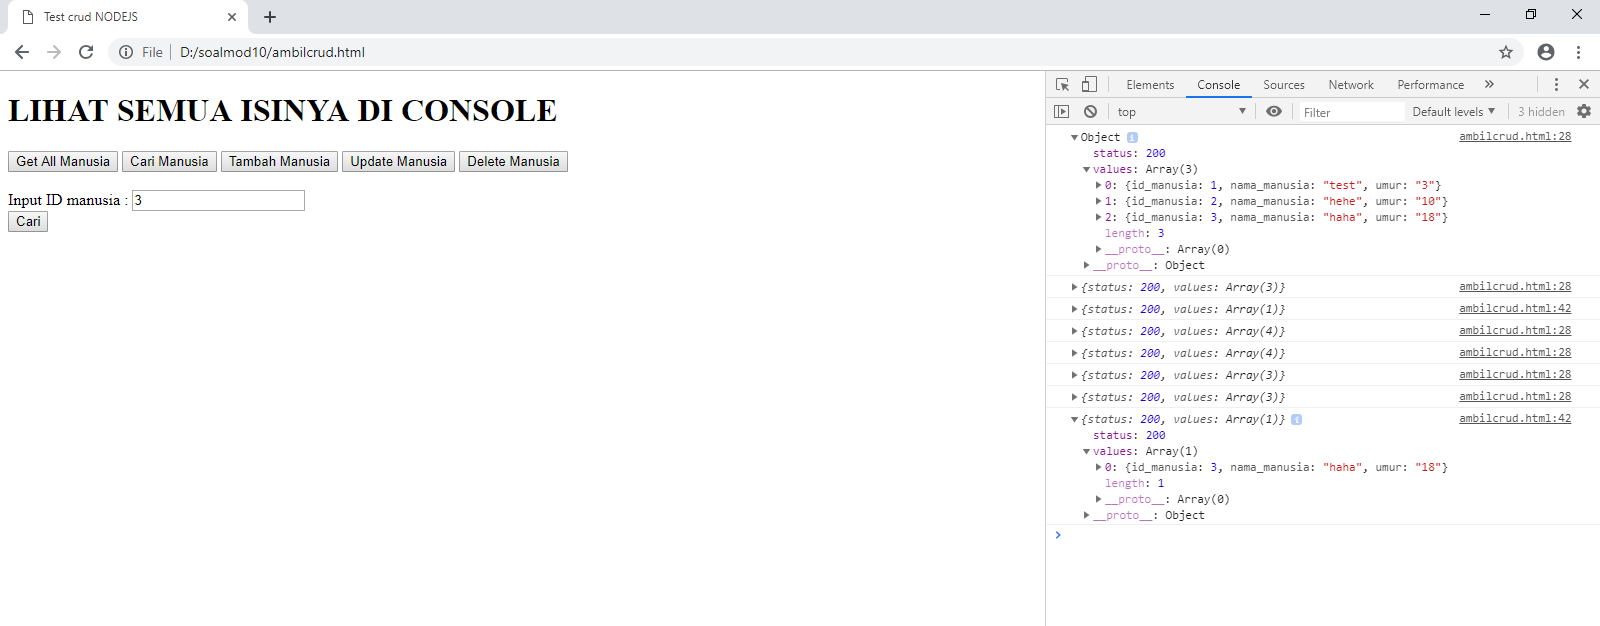 Test crud NODEJS
File
D:/soalmod10/ambilcrud.html
LIHAT SEMUA ISINYA DI CONSOLE
Get All Manusia Cari Manusia Tambah Manusia Update Manusia Delete Manusia
Input ID manusia : 3
Cari
Elements Console Sources Network Performance »
top Filter Default levels 3 hidden
Object ambilcrud.html:28
status: 200
values: Array(3)
0: {id_manusia: 1, nama_manusia: "test", umur: "3"}
1: {id_manusia: 2, nama_manusia: "hehe", umur: "10"}
2: {id_manusia: 3, nama_manusia: "haha", umur: "18"}
length: 3
__proto__: Array(0)
__proto__: Object
{status: 200, values: Array(3)} ambilcrud.html:28
{status: 200, values: Array(1)} ambilcrud.html:42
{status: 200, values: Array(4)} ambilcrud.html:28
{status: 200, values: Array(4)} ambilcrud.html:28
{status: 200, values: Array(3)} ambilcrud.html:28
{status: 200, values: Array(3)} ambilcrud.html:28
{status: 200, values: Array(1)} ambilcrud.html:42
status: 200
values: Array(1)
0: {id_manusia: 3, nama_manusia: "haha", umur: "18"}
length: 1
__proto__: Array(0)
__proto__: Object